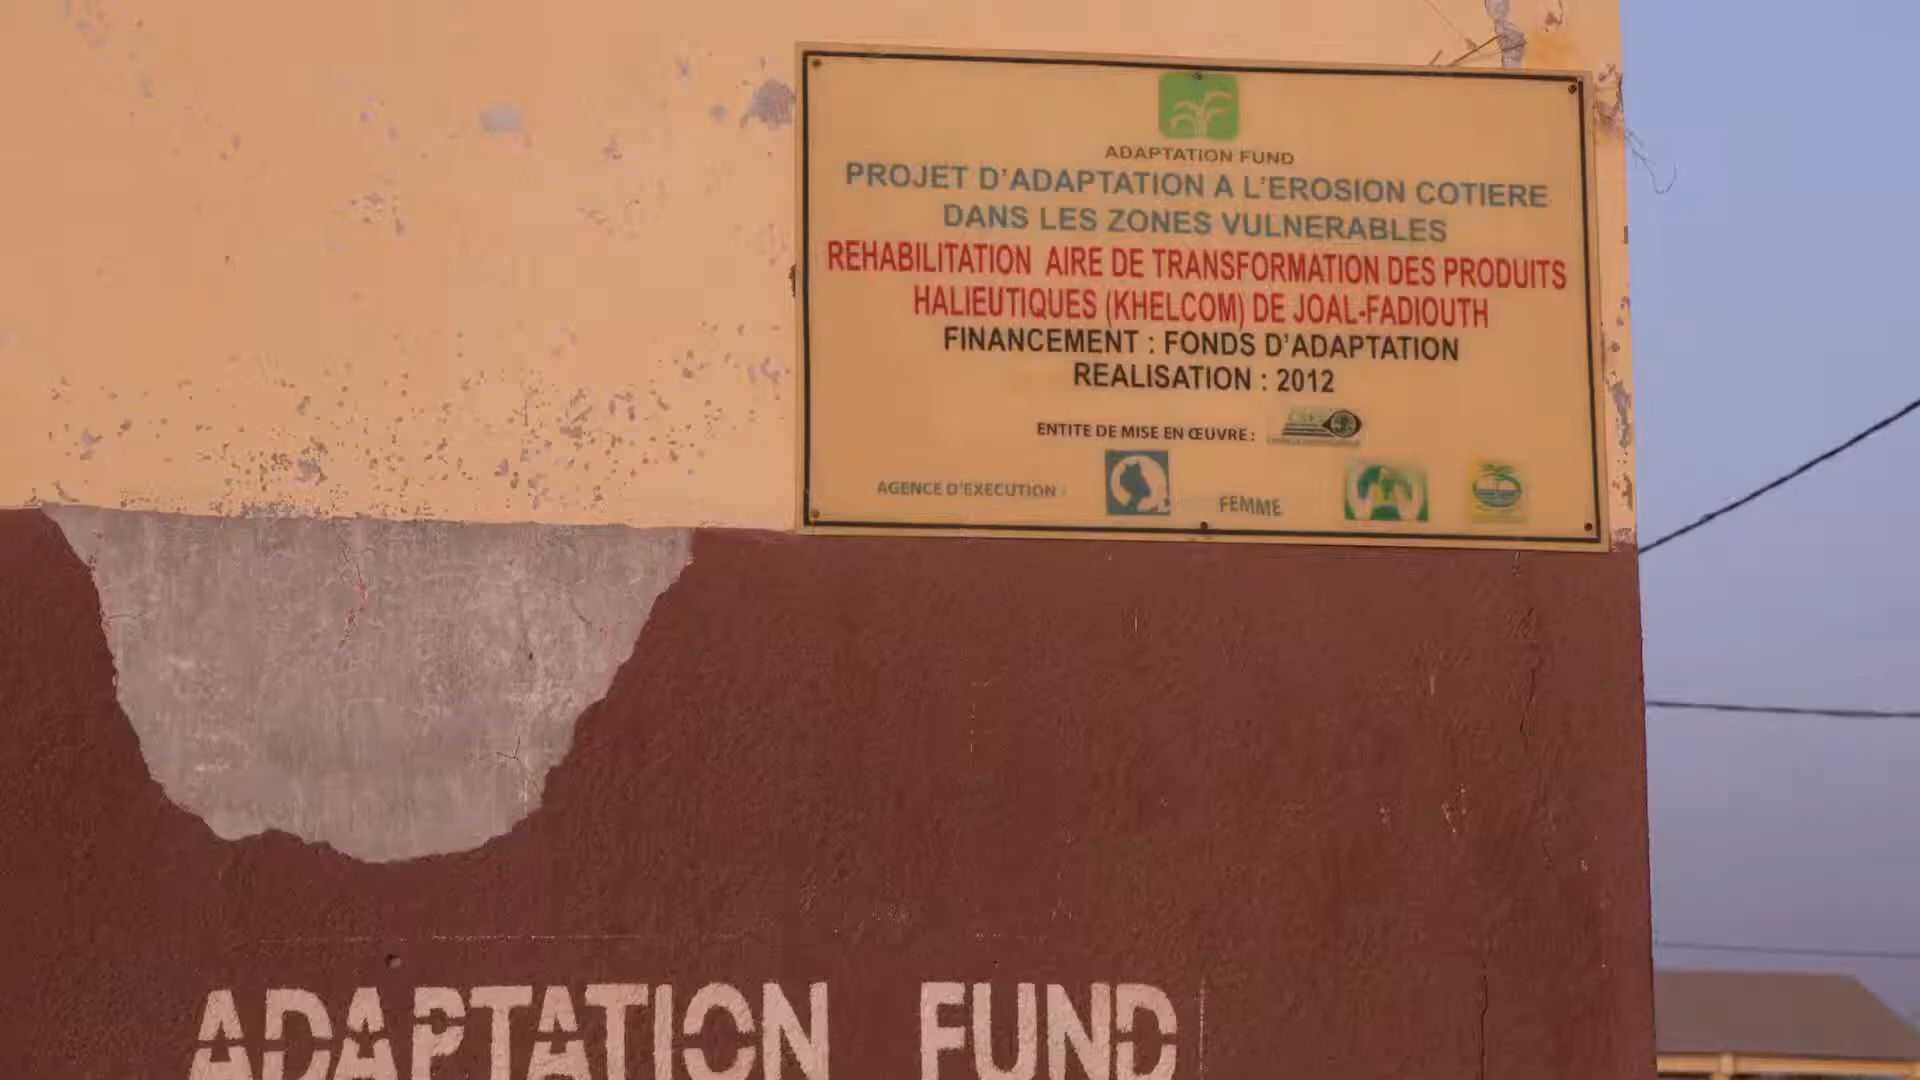 ADAPTATION FUND
PROJET D'ADAPTATION A L'EROSION COTIERE
DANS LES ZONES VULNERABLES
REHABILITATION AIRE DE TRANSFORMATION DES PRODUITS
HALIEUTIQUES (KHELCOM) DE JOAL-FADIOUTH
FINANCEMENT : FONDS D'ADAPTATION
REALISATION : 2012
ENTITE DE MISE EN ŒUVRE :
AGENCE D'EXECUTION :
FEMME
ADAPTATION FUND